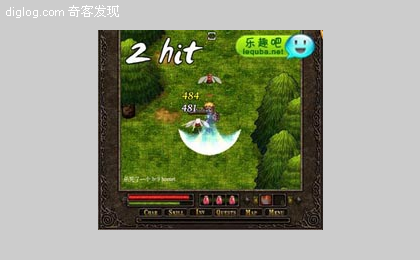 diglog.com 奇客发现
2 hit
乐趣吧
lequba.net
484
481
CHAR SKILL INV QUESTS MAP MENU